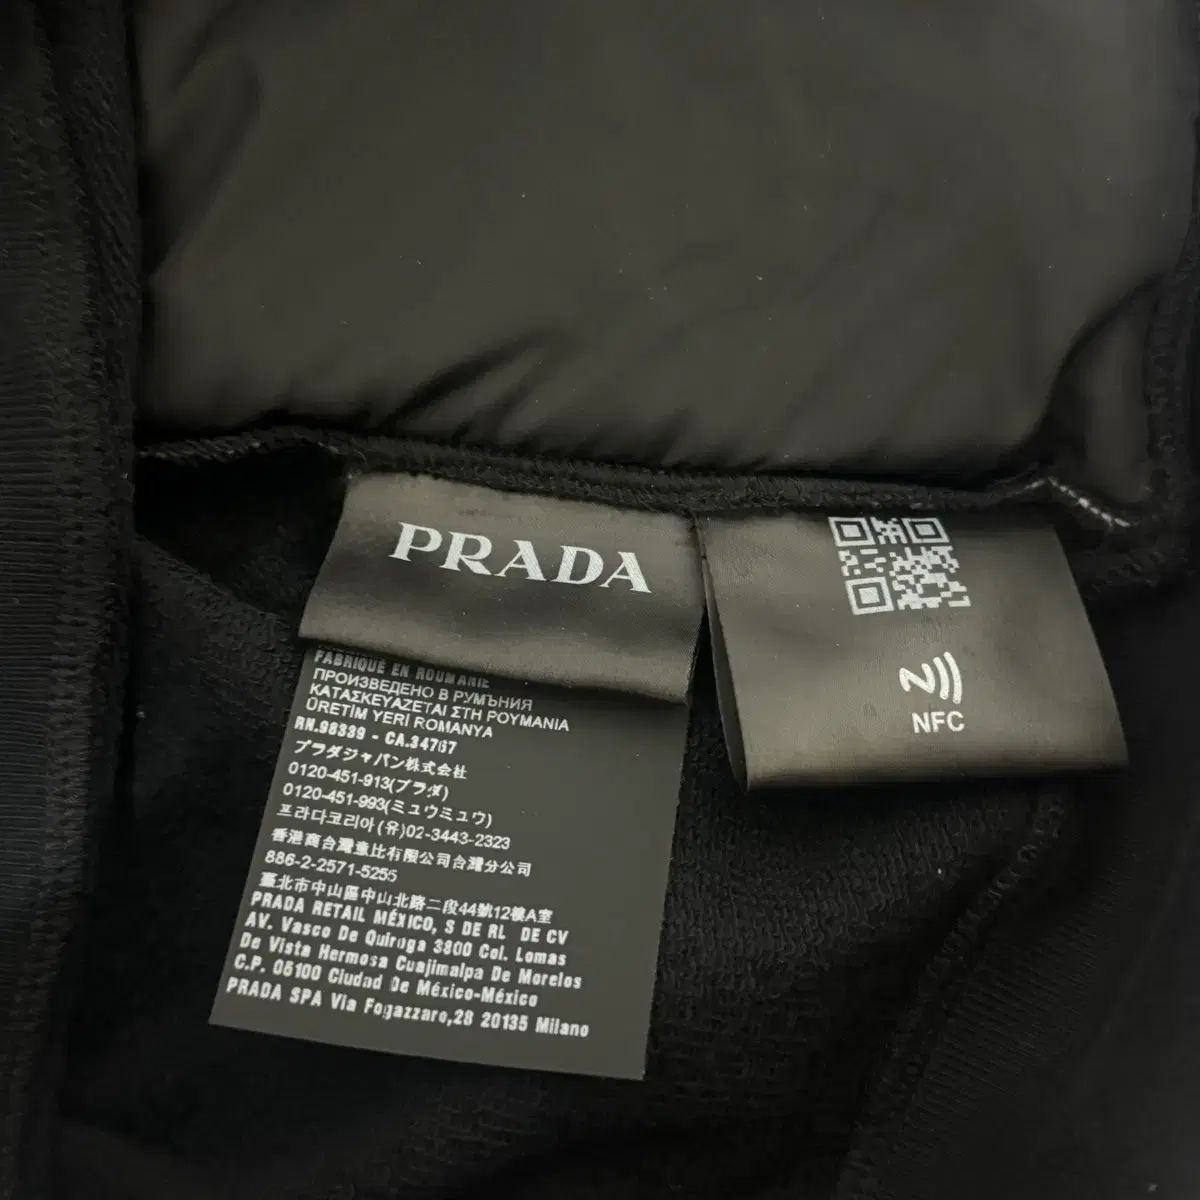 PRADA
FABRIQUÉ EN ROUMANIE
ПРОИЗВЕДЕНО В РУМЪНИЯ
ΚΑΤΑΣΚΕΥΑΖΕΤΑΙ ΣΤΗ ΡΟΥΜΑΝΙΑ
ÜRETİM YERİ ROMANYA
RN.98339 - CA.34767
プラダジャパン株式会社
0120-451-913(プラダ)
0120-451-993(ミュウミュウ)
프라다코리아(유)02-3443-2323
香港商台灣童比有限公司台灣分公司
886-2-2571-5255
臺北市中山區中山北路二段44號12樓A室
PRADA RETAIL MÉXICO, S DE RL DE CV
AV. Vasco De Quiroga 3800 Col. Lomas
De Vista Hermosa Cuajimalpa De Morelos
C.P. 05100 Ciudad De México-México
PRADA SPA Via Fogazzaro,28 20135 Milano
NFC